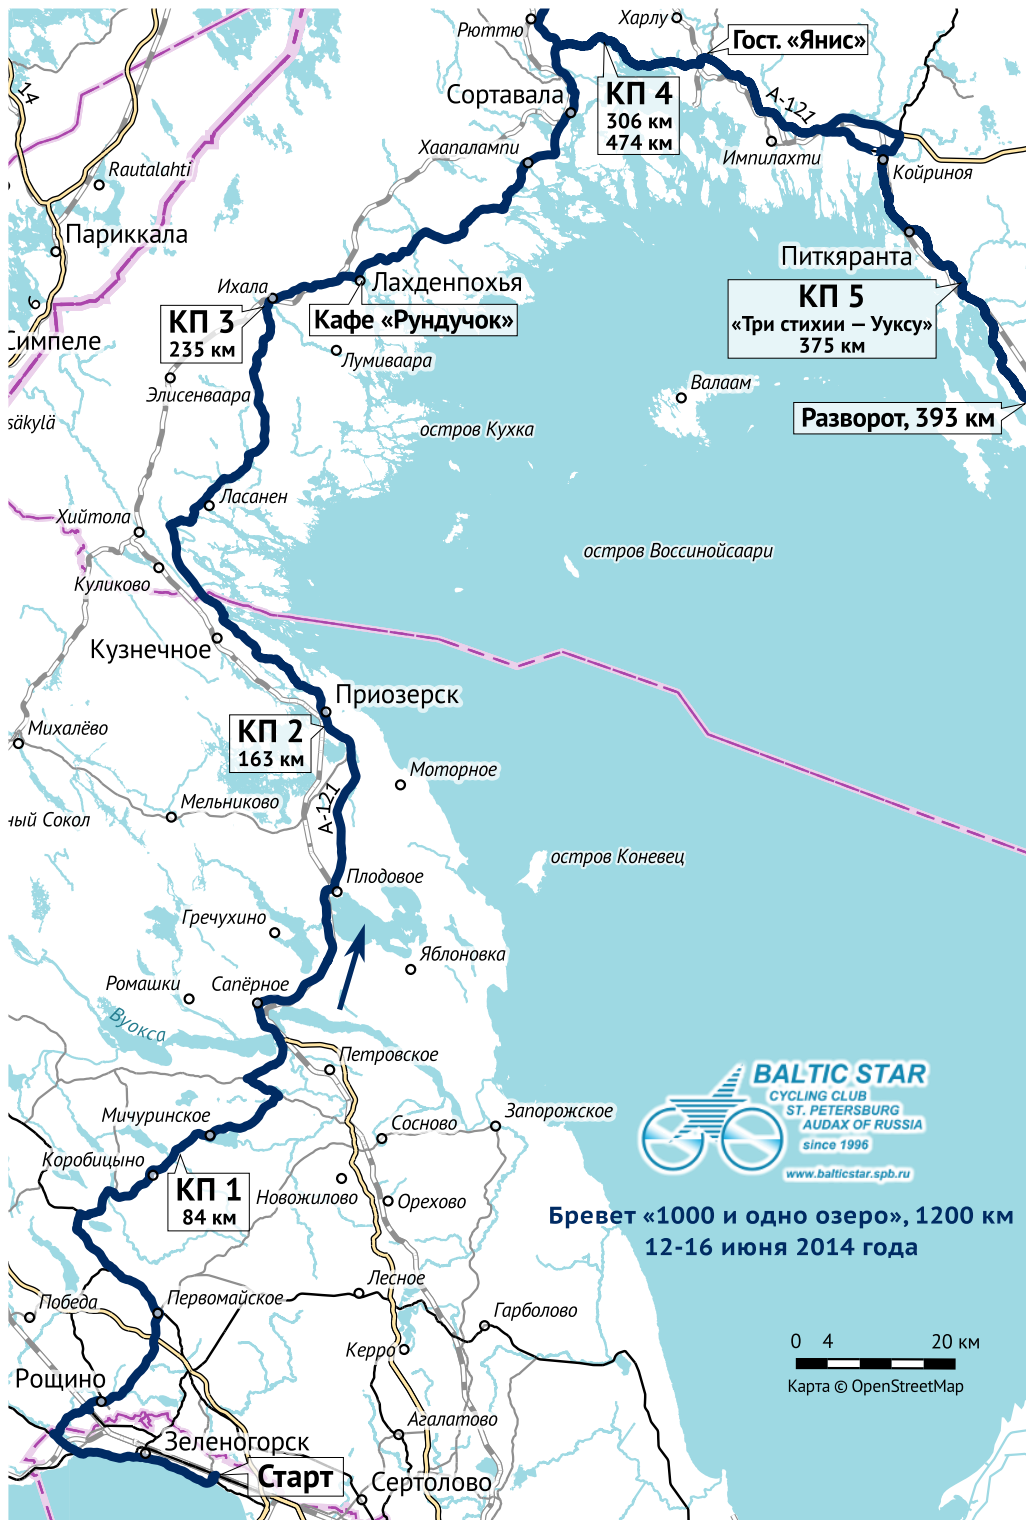 Рюттю
Харлу
Гост. «Янис»
14
Сортавала
КП 4
306 км
474 км
А-121
Хаапалампи
Импилахти
Койриноя
Rautalahti
Париккала
Питкяранта
Ихала
Лахденпохья
6
КП 3
235 км
Кафе «Рундучок»
КП 5
«Три стихии — Ууксу»
375 км
Симпеле
Лумиваара
Элисенваара
Валаам
Разворот, 393 км
säkylä
остров Кухка
Ласанен
Хийтола
остров Воссинойсаари
Куликово
Кузнечное
Приозерск
КП 2
163 км
Михалёво
Моторное
Мельниково
А-121
ный Сокол
остров Коневец
Плодовое
Гречухино
Яблоновка
Ромашки
Сапёрное
Вуокса
Петровское
BALTIC STAR
CYCLING CLUB
ST. PETERSBURG
AUDAX OF RUSSIA
since 1996
www.balticstar.spb.ru
Мичуринское
Сосново
Запорожское
Коробицыно
КП 1
84 км
Новожилово
Орехово
Бревет «1000 и одно озеро», 1200 км
12-16 июня 2014 года
Лесное
Победа
Первомайское
Гарболово
Керро
0 4 20 км
Карта © OpenStreetMap
Рощино
Агалатово
Зеленогорск
Старт
Сертолово